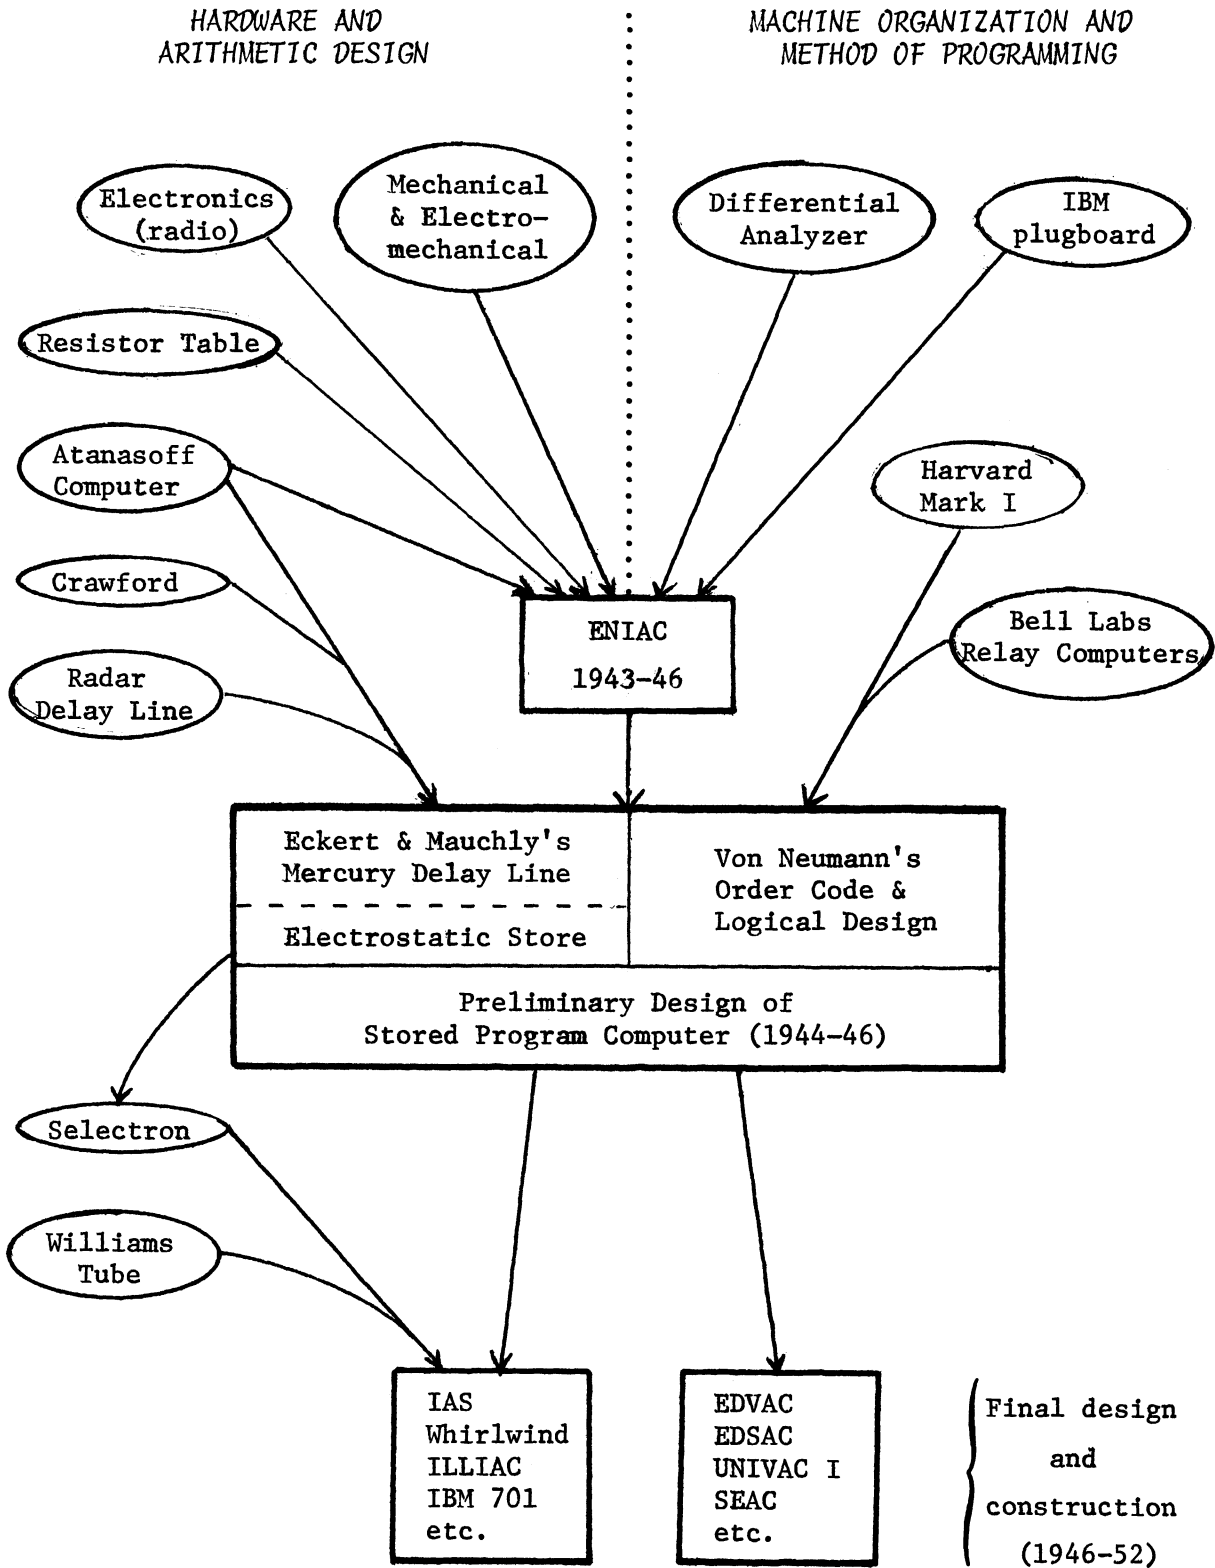 HARDWARE AND
ARITHMETIC DESIGN
MACHINE ORGANIZATION AND
METHOD OF PROGRAMMING
Electronics
(radio)
Mechanical
& Electro-
mechanical
Differential
Analyzer
IBM
plugboard
Resistor Table
Atanasoff
Computer
Harvard
Mark I
Crawford
ENIAC
1943-46
Bell Labs
Relay Computers
Radar
Delay Line
Eckert & Mauchly's
Mercury Delay Line
Electrostatic Store
Von Neumann's
Order Code &
Logical Design
Preliminary Design of
Stored Program Computer (1944-46)
Selectron
Williams
Tube
IAS
Whirlwind
ILLIAC
IBM 701
etc.
EDVAC
EDSAC
UNIVAC I
SEAC
etc.
Final design
and
construction
(1946-52)